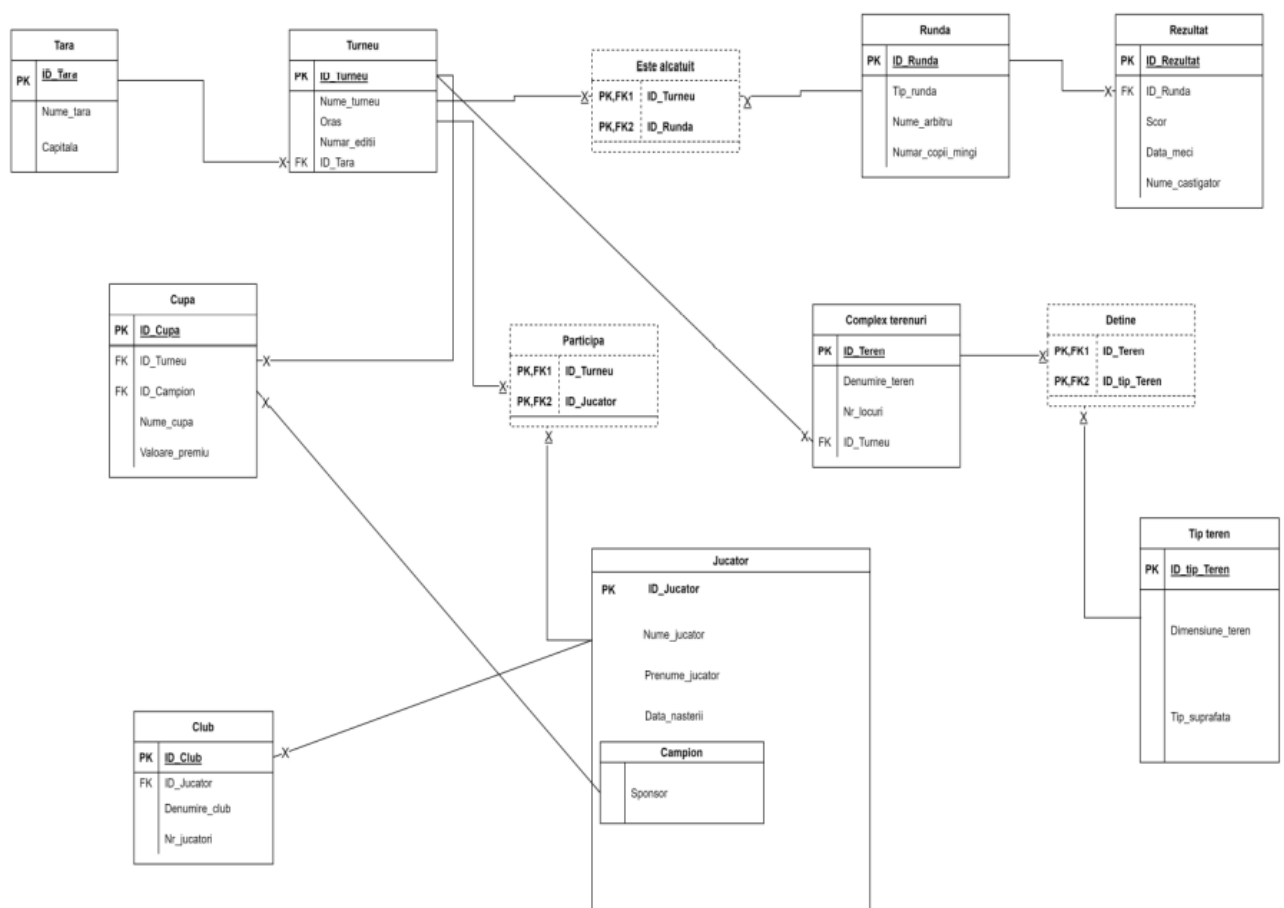 Tara
PK ID_Tara
Nume_tara
Capitala
Turneu
PK ID_Turneu
Nume_turneu
Oras
Numar_editii
FK ID_Tara
Este alcatuit
PK,FK1 ID_Turneu
PK,FK2 ID_Runda
Runda
PK ID_Runda
Tip_runda
Nume_arbitru
Numar_copii_mingi
Rezultat
PK ID_Rezultat
FK ID_Runda
Scor
Data_meci
Nume_castigator
Cupa
PK ID_Cupa
FK ID_Turneu
FK ID_Campion
Nume_cupa
Valoare_premiu
Participa
PK,FK1 ID_Turneu
PK,FK2 ID_Jucator
Complex terenuri
PK ID_Teren
Denumire_teren
Nr_locuri
FK ID_Turneu
Detine
PK,FK1 ID_Teren
PK,FK2 ID_tip_Teren
Tip teren
PK ID_tip_Teren
Dimensiune_teren
Tip_suprafata
Jucator
PK ID_Jucator
Nume_jucator
Prenume_jucator
Data_nasterii
Campion
Sponsor
Club
PK ID_Club
FK ID_Jucator
Denumire_club
Nr_jucatori